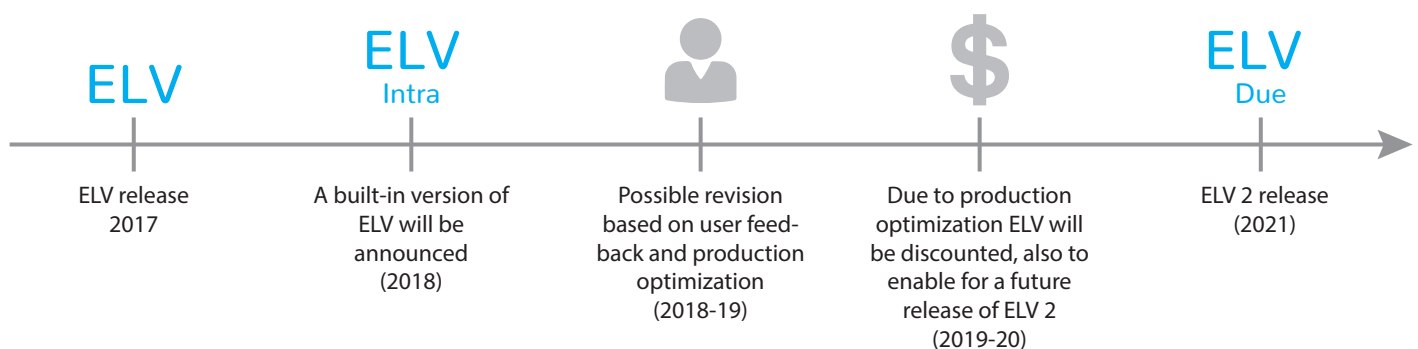 ELV
ELV release
2017
ELV
Intra
A built-in version of
ELV will be
announced
(2018)
Possible revision
based on user feed-
back and production
optimization
(2018-19)
$
Due to production
optimization ELV will
be discounted, also to
enable for a future
release of ELV 2
(2019-20)
ELV
Due
ELV 2 release
(2021)